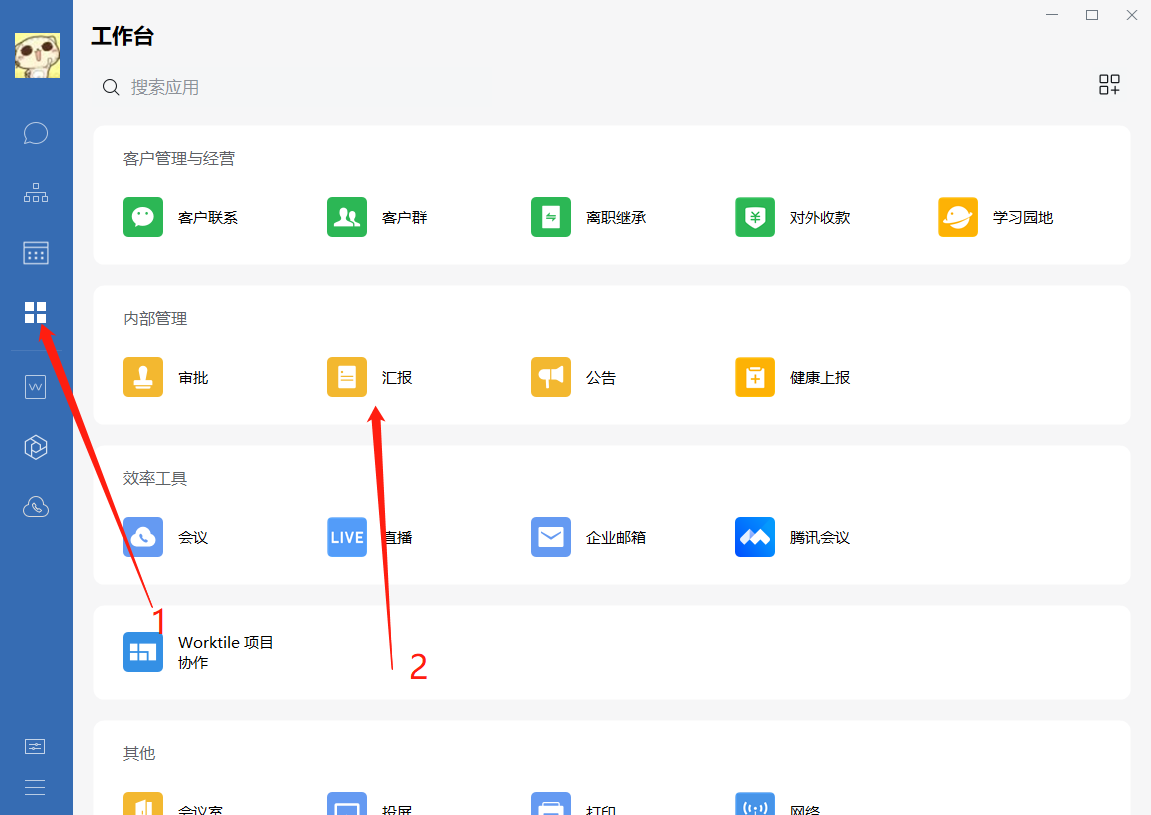 工作台
搜索应用
客户管理与经营
客户联系
客户群
离职继承
对外收款
学习园地
内部管理
审批
汇报
公告
健康上报
效率工具
会议
LIVE
直播
企业邮箱
腾讯会议
1
Worktile 项目
协作
2
其他
会议室
投屏
打印
网络